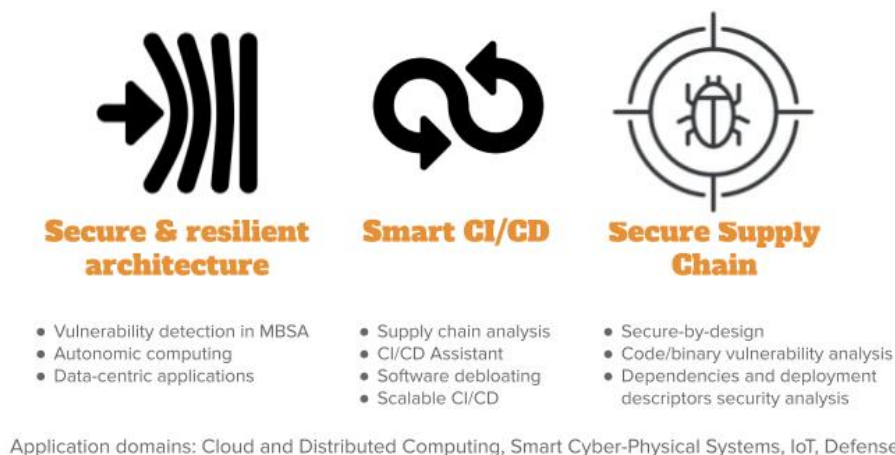 Secure & resilient
architecture
Smart CI/CD
Secure Supply
Chain
● Vulnerability detection in MBSA
● Autonomic computing
● Data-centric applications
● Supply chain analysis
● CI/CD Assistant
● Software debloating
● Scalable CI/CD
● Secure-by-design
● Code/binary vulnerability analysis
● Dependencies and deployment
descriptors security analysis
Application domains: Cloud and Distributed Computing, Smart Cyber-Physical Systems, IoT, Defense